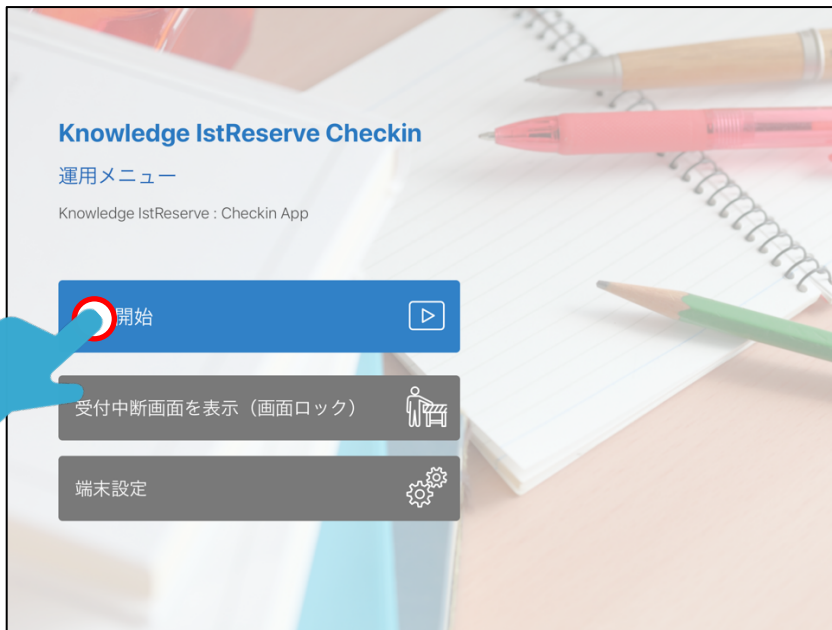 Knowledge IstReserve Checkin
運用メニュー
Knowledge IstReserve : Checkin App
開始
受付中断画面を表示（画面ロック）
端末設定